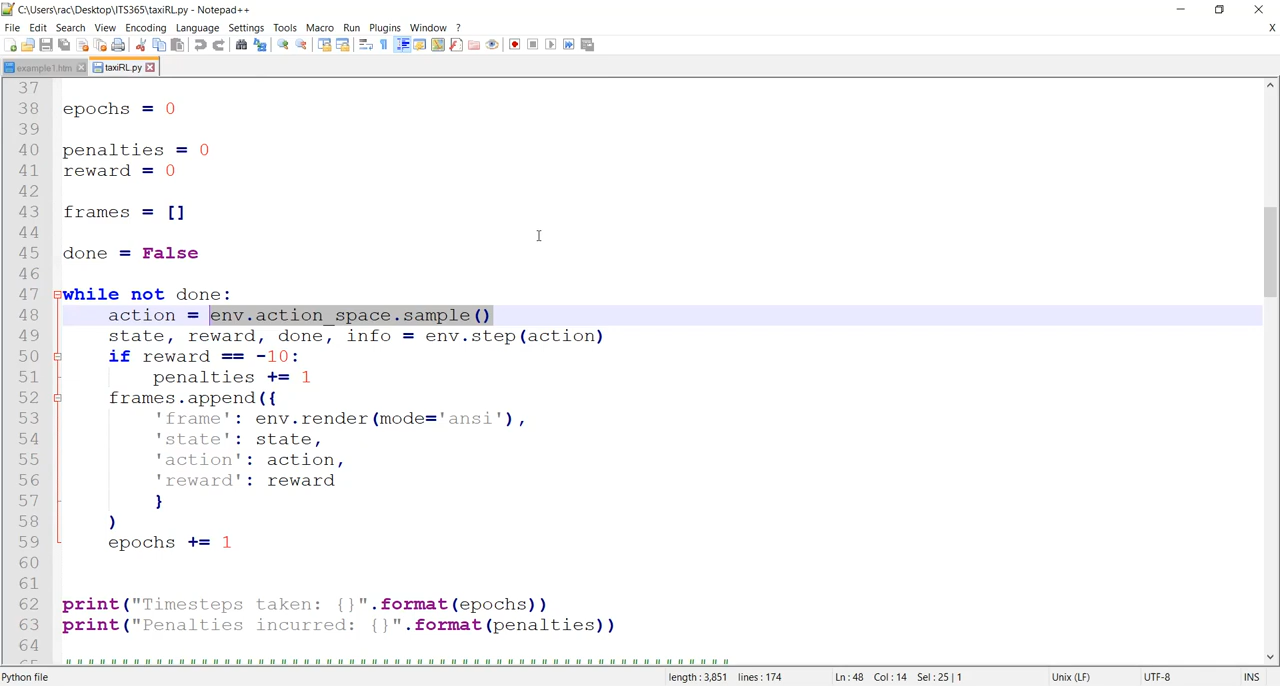 C:\Users\rac\Desktop\ITS365\taxiRL.py - Notepad++
File Edit Search View Encoding Language Settings Tools Macro Run Plugins Window ?
X
example1.htm taxiRL.py
37
38 epochs = 0
39
40 penalties = 0
41 reward = 0
42
43 frames = []
44
45 done = False
46
47 while not done:
48 action = env.action_space.sample()
49 state, reward, done, info = env.step(action)
50 if reward == -10:
51 penalties += 1
52 frames.append({
53 'frame': env.render(mode='ansi'),
54 'state': state,
55 'action': action,
56 'reward': reward
57 }
58 )
59 epochs += 1
60
61
62 print("Timesteps taken: {}".format(epochs))
63 print("Penalties incurred: {}".format(penalties))
64
Python file length : 3,851 lines : 174 Ln : 48 Col : 14 Sel : 25 | 1 Unix (LF) UTF-8 INS